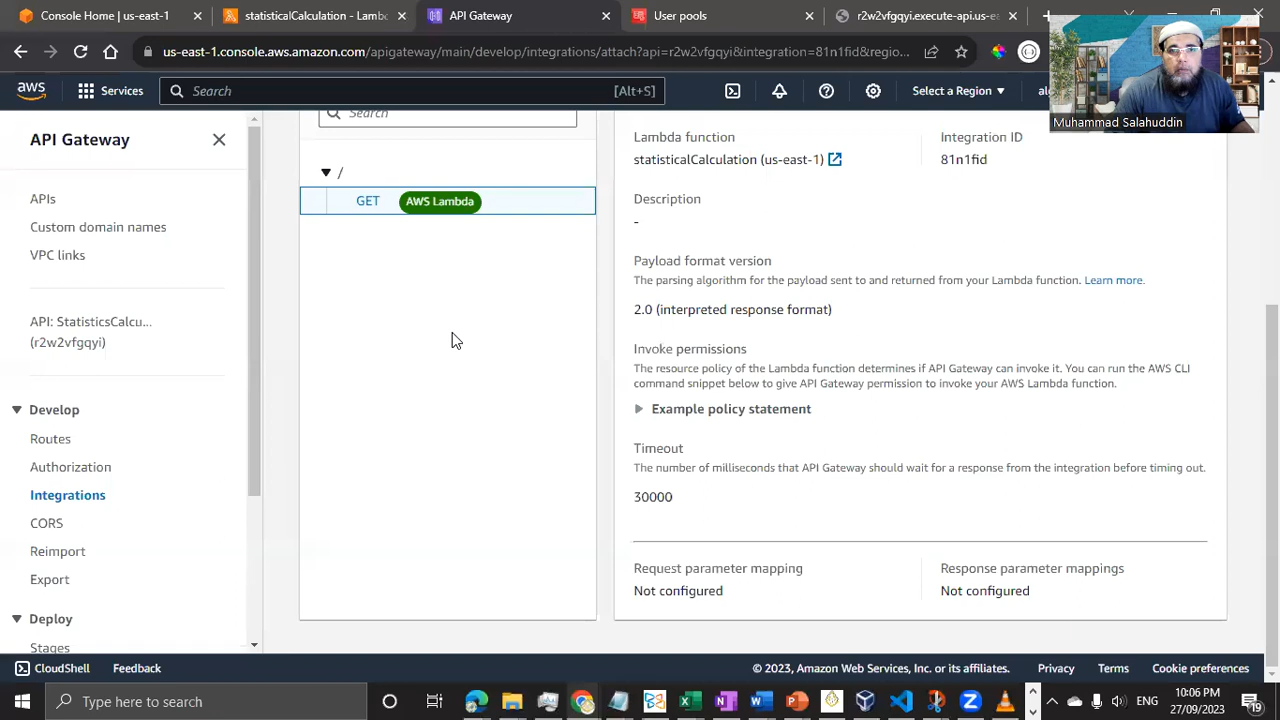 Console Home | us-east-1
statisticalCalculation - Lambd
API Gateway
User pools
r2w2vfgqyi.execute-api.us-ea
us-east-1.console.aws.amazon.com/apigateway/main/develop/integrations/attach?api=r2w2vfgqyi&integration=81n1fid&regio...
aws
Services
Search
[Alt+S]
Select a Region
Muhammad Salahuddin
API Gateway
APIs
Custom domain names
VPC links
API: StatisticsCalcu...
(r2w2vfgqyi)
Develop
Routes
Authorization
Integrations
CORS
Reimport
Export
Deploy
Stages
Search
/
GET AWS Lambda
Lambda function
statisticalCalculation (us-east-1)
Integration ID
81n1fid
Description
-
Payload format version
The parsing algorithm for the payload sent to and returned from your Lambda function. Learn more.
2.0 (interpreted response format)
Invoke permissions
The resource policy of the Lambda function determines if API Gateway can invoke it. You can run the AWS CLI
command snippet below to give API Gateway permission to invoke your AWS Lambda function.
Example policy statement
Timeout
The number of milliseconds that API Gateway should wait for a response from the integration before timing out.
30000
Request parameter mapping
Not configured
Response parameter mappings
Not configured
CloudShell
Feedback
© 2023, Amazon Web Services, Inc. or its affiliates.
Privacy
Terms
Cookie preferences
Type here to search
ENG
10:06 PM
27/09/2023
19